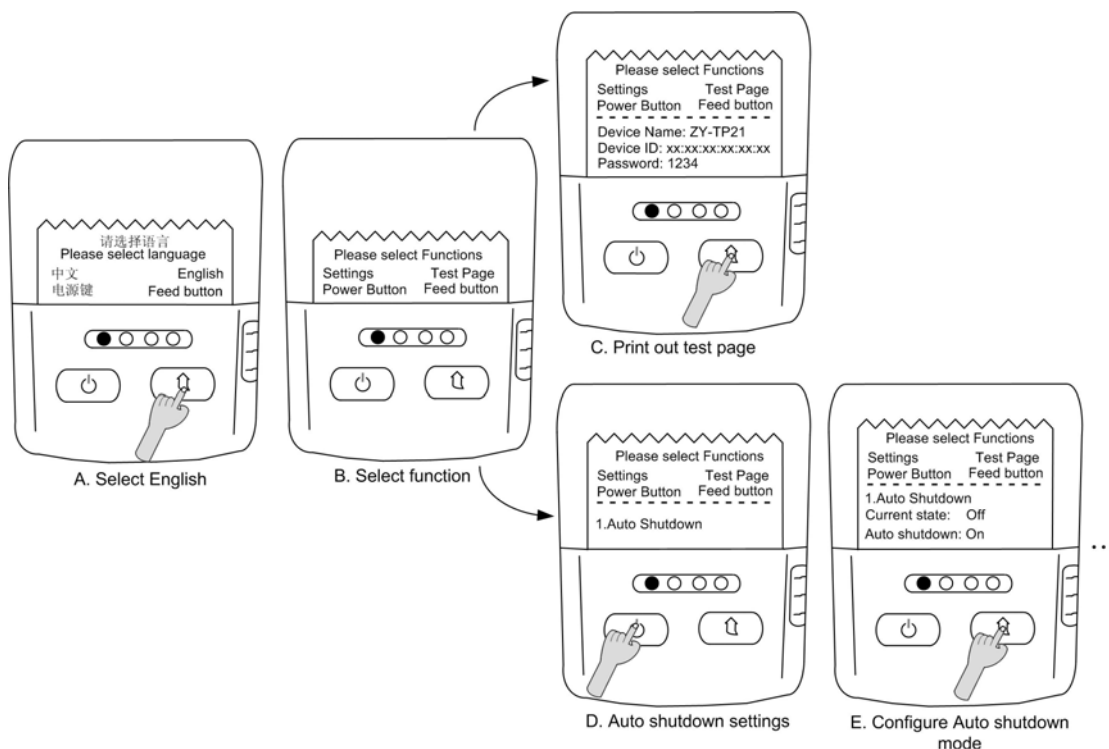 请选择语言
Please select language
中文 English
电源键 Feed button
A. Select English
Please select Functions
Settings Test Page
Power Button Feed button
B. Select function
Please select Functions
Settings Test Page
Power Button Feed button
Device Name: ZY-TP21
Device ID: xx:xx:xx:xx:xx:xx
Password: 1234
C. Print out test page
Please select Functions
Settings Test Page
Power Button Feed button
1.Auto Shutdown
D. Auto shutdown settings
Please select Functions
Settings Test Page
Power Button Feed button
1.Auto Shutdown
Current state: Off
Auto shutdown: On
E. Configure Auto shutdown
mode